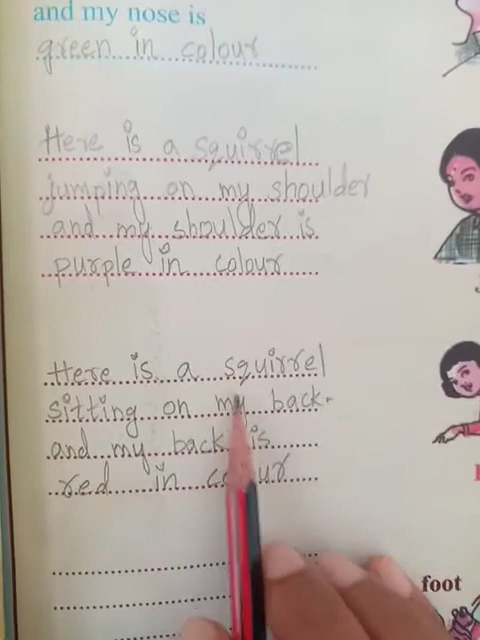 and my nose is
green in colour
Here is a squirrel
jumping on my shoulder
and my shoulder is
purple in colour
Here is a squirrel
sitting on my back.
and my back is
red in colour
foot